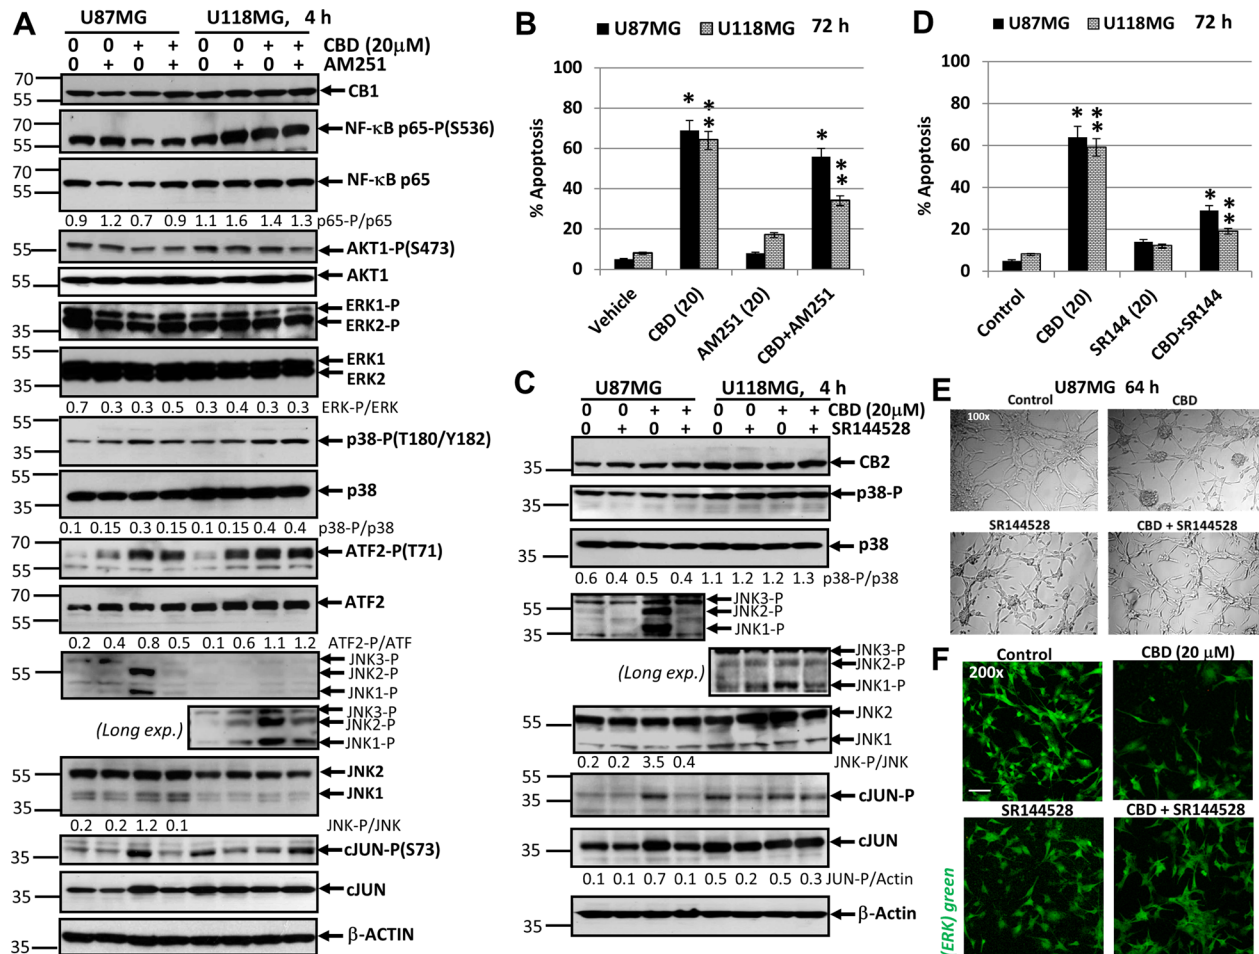 A
U87MG
U118MG, 4 h
0 0 + + 0 0 + + CBD (20μM)
0 + 0 + 0 + 0 + AM251
70
55
CB1
70
55
NF-κB p65-P(S536)
70
55
NF-κB p65
0.9 1.2 0.7 0.9 1.1 1.6 1.4 1.3 p65-P/p65
55
AKT1-P(S473)
AKT1
35
ERK1-P
ERK2-P
55
35
ERK1
ERK2
0.7 0.3 0.3 0.5 0.3 0.4 0.3 0.3 ERK-P/ERK
55
35
p38-P(T180/Y182)
55
35
p38
0.1 0.15 0.3 0.15 0.1 0.15 0.4 0.4 p38-P/p38
70
55
ATF2-P(T71)
70
55
ATF2
0.2 0.4 0.8 0.5 0.1 0.6 1.1 1.2 ATF2-P/ATF
55
JNK3-P
JNK2-P
JNK1-P
(Long exp.)
JNK3-P
JNK2-P
JNK1-P
55
35
JNK2
JNK1
0.2 0.2 1.2 0.1 JNK-P/JNK
35
cJUN-P(S73)
35
cJUN
35
β-ACTIN
B
U87MG U118MG 72 h
% Apoptosis
100
80
60
40
20
0
* ** * **
Vehicle
CBD (20)
AM251 (20)
CBD+AM251
C
U87MG
U118MG, 4 h
0 0 + + 0 0 + + CBD (20μM)
0 + 0 + 0 + 0 + SR144528
35
CB2
35
p38-P
35
p38
0.6 0.4 0.5 0.4 1.1 1.2 1.2 1.3 p38-P/p38
55
35
JNK3-P
JNK2-P
JNK1-P
(Long exp.)
JNK3-P
JNK2-P
JNK1-P
55
JNK2
JNK1
0.2 0.2 3.5 0.4 JNK-P/JNK
55
35
cJUN-P
35
cJUN
0.1 0.1 0.7 0.1 0.5 0.2 0.5 0.3 JUN-P/Actin
35
β-Actin
D
U87MG U118MG 72 h
% Apoptosis
100
80
60
40
20
0
* ** * **
Control
CBD (20)
SR144 (20)
CBD+SR144
E
U87MG 64 h
Control CBD
100x
SR144528 CBD + SR144528
F
Control CBD (20 μM)
200x
SR144528 CBD + SR144528
(ERK) green